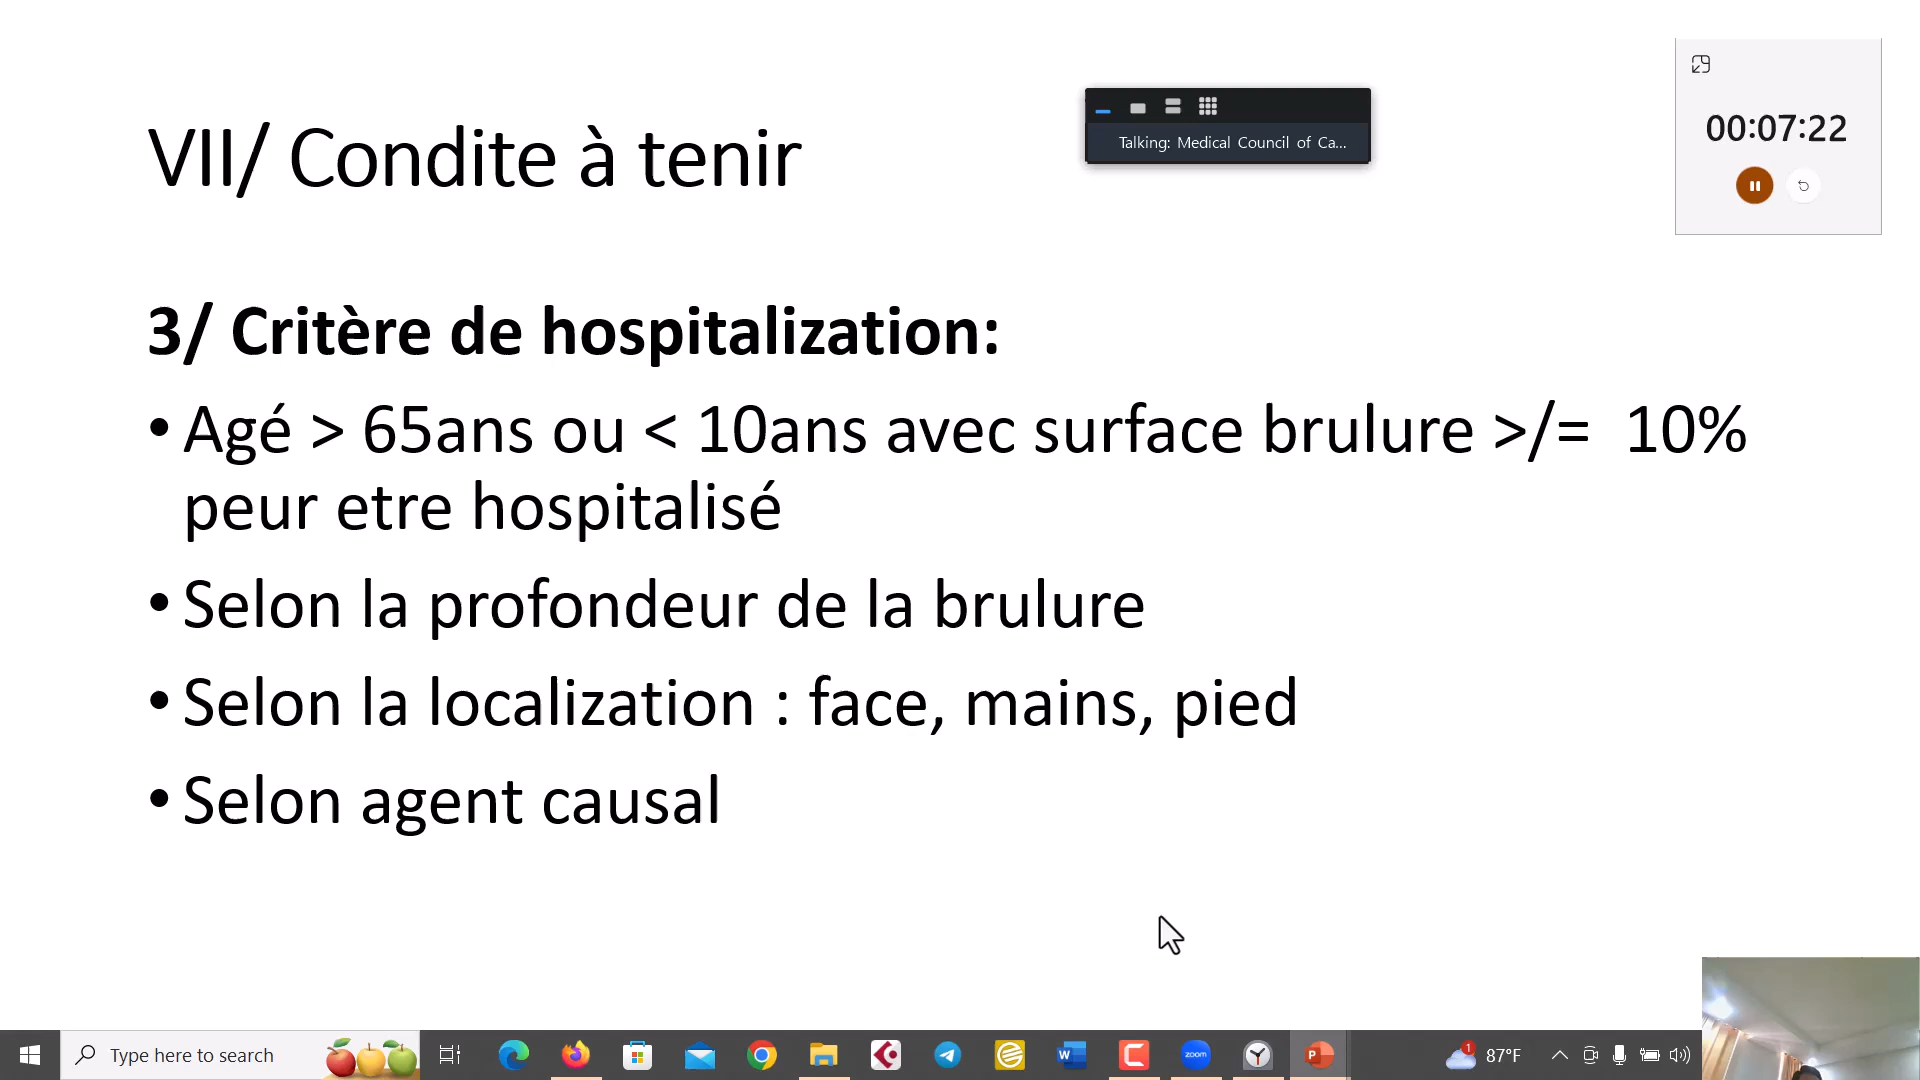 00:07:22
Talking: Medical Council of Ca...
VII/ Condite à tenir
3/ Critère de hospitalization:
• Agé > 65ans ou < 10ans avec surface brulure >/= 10%
peur etre hospitalisé
• Selon la profondeur de la brulure
• Selon la localization : face, mains, pied
• Selon agent causal
Type here to search
zoom
1
87°F